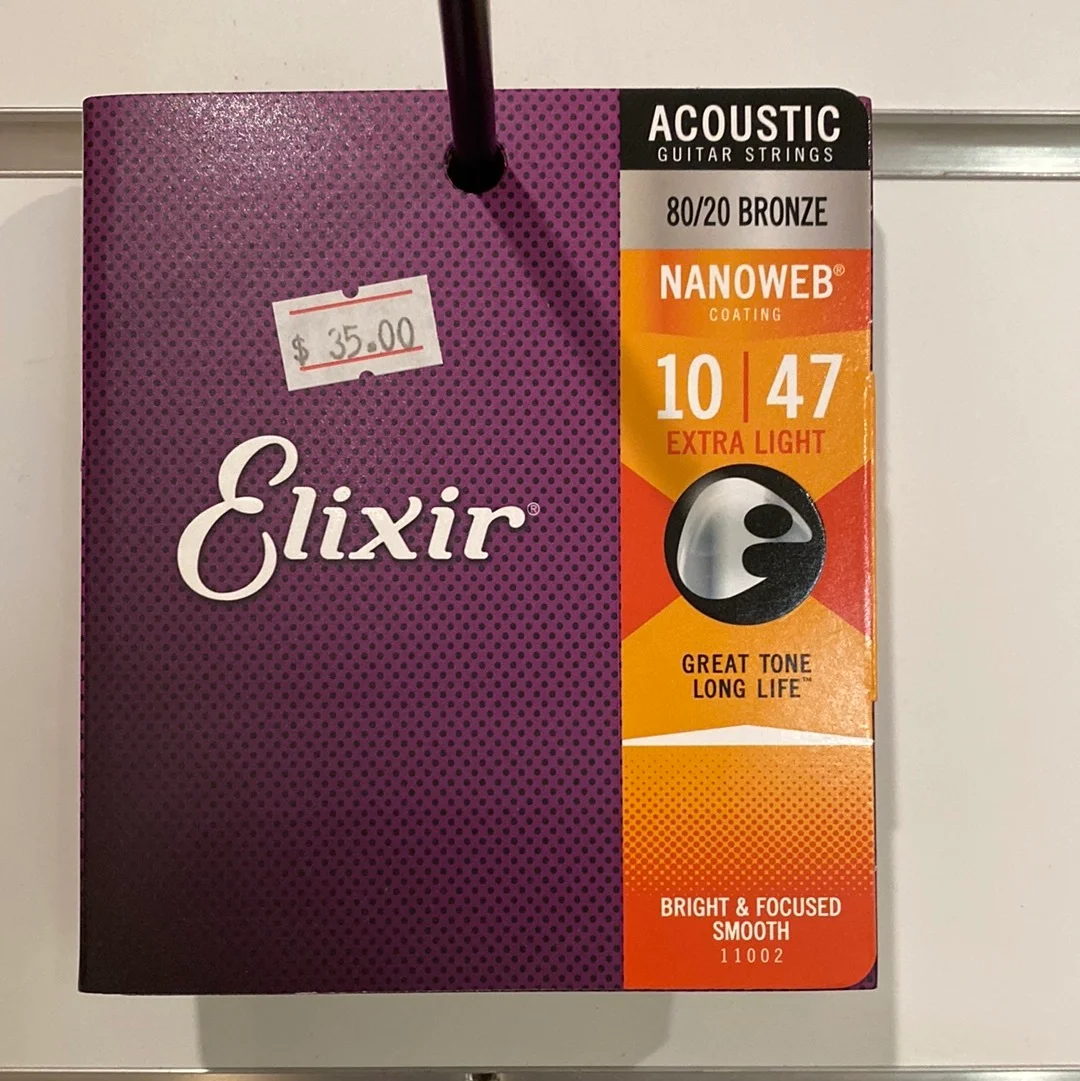 $ 35.00
Elixir®
ACOUSTIC
GUITAR STRINGS
80/20 BRONZE
NANOWEB®
COATING
10 | 47
EXTRA LIGHT
GREAT TONE
LONG LIFE™
BRIGHT & FOCUSED
SMOOTH
11002